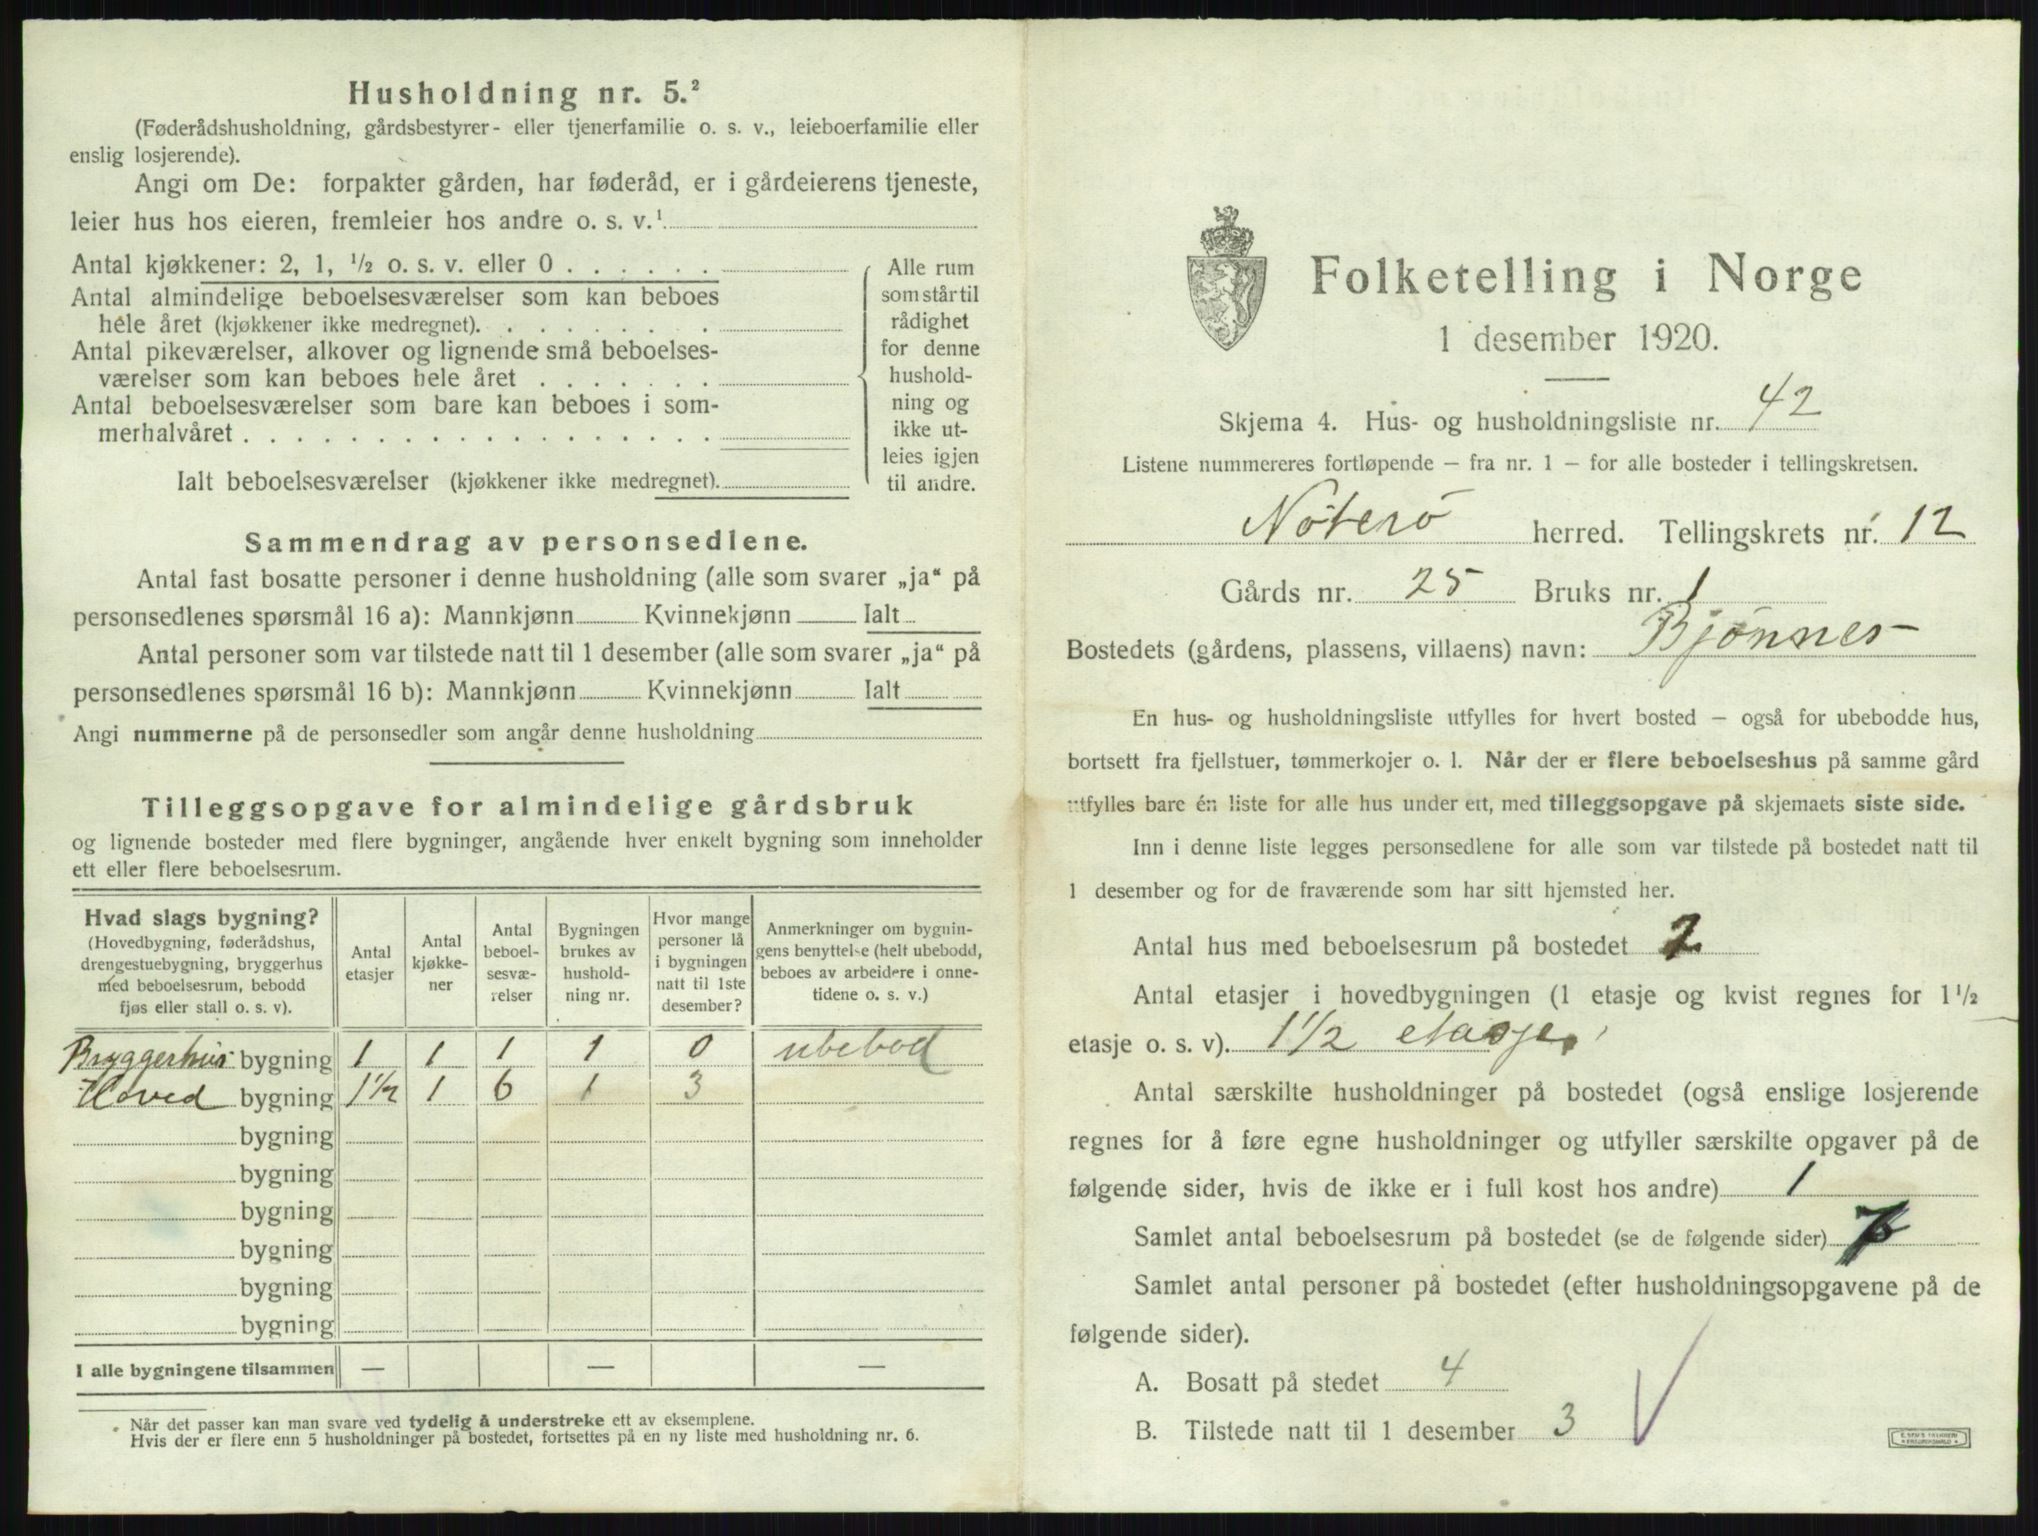 Husholdning nr. 5.²
(Føderådshusholdning, gårdsbestyrer- eller tjenerfamilie o. s. v., leieboerfamilie eller
enslig losjerende).
Angi om De: forpakter gården, har føderåd, er i gårdeierens tjeneste,
leier hus hos eieren, fremleier hos andre o. s. v.¹
Antal kjøkkener: 2, 1, ½ o. s. v. eller 0 . . . . . .
Antal almindelige beboelsesværelser som kan beboes
hele året (kjøkkener ikke medregnet). . . . . . . . .
Antal pikeværelser, alkover og lignende små beboelses-
værelser som kan beboes hele året . . . . . . .
Antal beboelsesværelser som bare kan beboes i som-
merhalvåret . . . . . . . . . . . . . . . . . .
Ialt beboelsesværelser (kjøkkener ikke medregnet).
Alle rum
som står til
rådighet
for denne
hushold-
ning og
ikke ut-
leies igjen
til andre.
Sammendrag av personsedlene.
Antal fast bosatte personer i denne husholdning (alle som svarer „ja“ på
personsedlenes spørsmål 16 a): Mannkjønn Kvinnekjønn Ialt
Antal personer som var tilstede natt til 1 desember (alle som svarer „ja“ på
personsedlenes spørsmål 16 b): Mannkjønn Kvinnekjønn Ialt
Angi nummerne på de personsedler som angår denne husholdning
Tilleggsopgave for almindelige gårdsbruk
og lignende bosteder med flere bygninger, angående hver enkelt bygning som inneholder
ett eller flere beboelsesrum.
Hvad slags bygning?
(Hovedbygning, føderådshus,
drengestuebygning, bryggerhus
med beboelsesrum, bebodd
fjøs eller stall o. s. v).
Antal
etasjer
Antal
kjøkke-
ner
Antal
beboel-
sesvæ-
relser
Bygningen
brukes av
hushold-
ning nr.
Hvor mange
personer lå
i bygningen
natt til 1ste
desember?
Anmerkninger om bygnin-
gens benyttelse (helt ubebodd,
beboes av arbeidere i onne-
tidene o. s. v.)
Bryggerhus bygning 1 1 1 1 0 ubebod
Hoved bygning 1½ 1 6 1 3
bygning
bygning
bygning
bygning
bygning
bygning
I alle bygningene tilsammen — — —
Når det passer kan man svare ved tydelig å understreke ett av eksemplene.
Hvis der er flere enn 5 husholdninger på bostedet, fortsettes på en ny liste med husholdning nr. 6.
Folketelling i Norge
1 desember 1920.
Skjema 4. Hus- og husholdningsliste nr. 42
Listene nummereres fortløpende – fra nr. 1 – for alle bosteder i tellingskretsen.
Nöterö herred. Tellingskrets nr. 12
Gårds nr. 25 Bruks nr. 1
Bostedets (gårdens, plassens, villaens) navn: Bjönnes
En hus- og husholdningsliste utfylles for hvert bosted – også for ubebodde hus,
bortsett fra fjellstuer, tømmerkojer o. l. Når der er flere beboelseshus på samme gård
utfylles bare én liste for alle hus under ett, med tilleggsopgave på skjemaets siste side.
Inn i denne liste legges personsedlene for alle som var tilstede på bostedet natt til
1 desember og for de fraværende som har sitt hjemsted her.
Antal hus med beboelsesrum på bostedet 2
Antal etasjer i hovedbygningen (1 etasje og kvist regnes for 1½
etasje o. s. v). 1½ etasje.
Antal særskilte husholdninger på bostedet (også enslige losjerende
regnes for å føre egne husholdninger og utfyller særskilte opgaver på de
følgende sider, hvis de ikke er i full kost hos andre) 1
Samlet antal beboelsesrum på bostedet (se de følgende sider) 7
Samlet antal personer på bostedet (efter husholdningsopgavene på de
følgende sider).
A. Bosatt på stedet 4
B. Tilstede natt til 1 desember 3